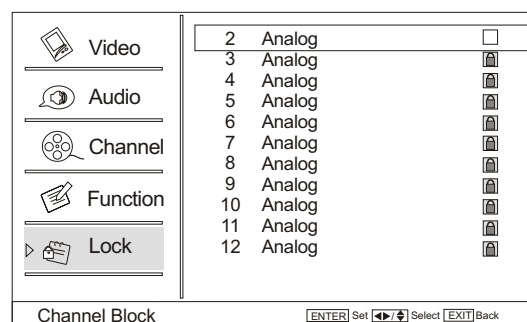 Video
Audio
Channel
Function
Lock
2 Analog
3 Analog
4 Analog
5 Analog
6 Analog
7 Analog
8 Analog
9 Analog
10 Analog
11 Analog
12 Analog
Channel Block
ENTER Set / Select EXIT Back